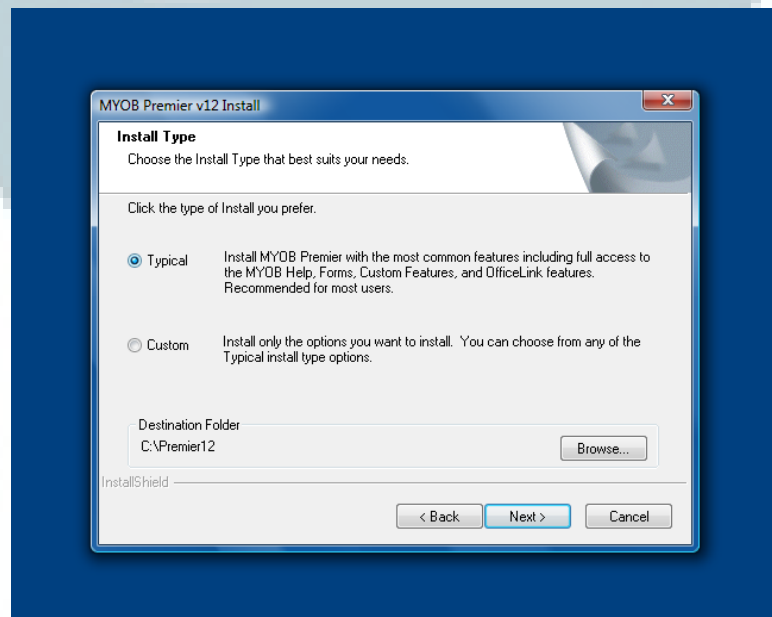 MYOB Premier v12 Install
Install Type
Choose the Install Type that best suits your needs.
Click the type of Install you prefer.
Typical
Install MYOB Premier with the most common features including full access to
the MYOB Help, Forms, Custom Features, and OfficeLink features.
Recommended for most users.
Custom
Install only the options you want to install. You can choose from any of the
Typical install type options.
Destination Folder
C:\Premier12
Browse...
InstallShield
< Back
Next >
Cancel